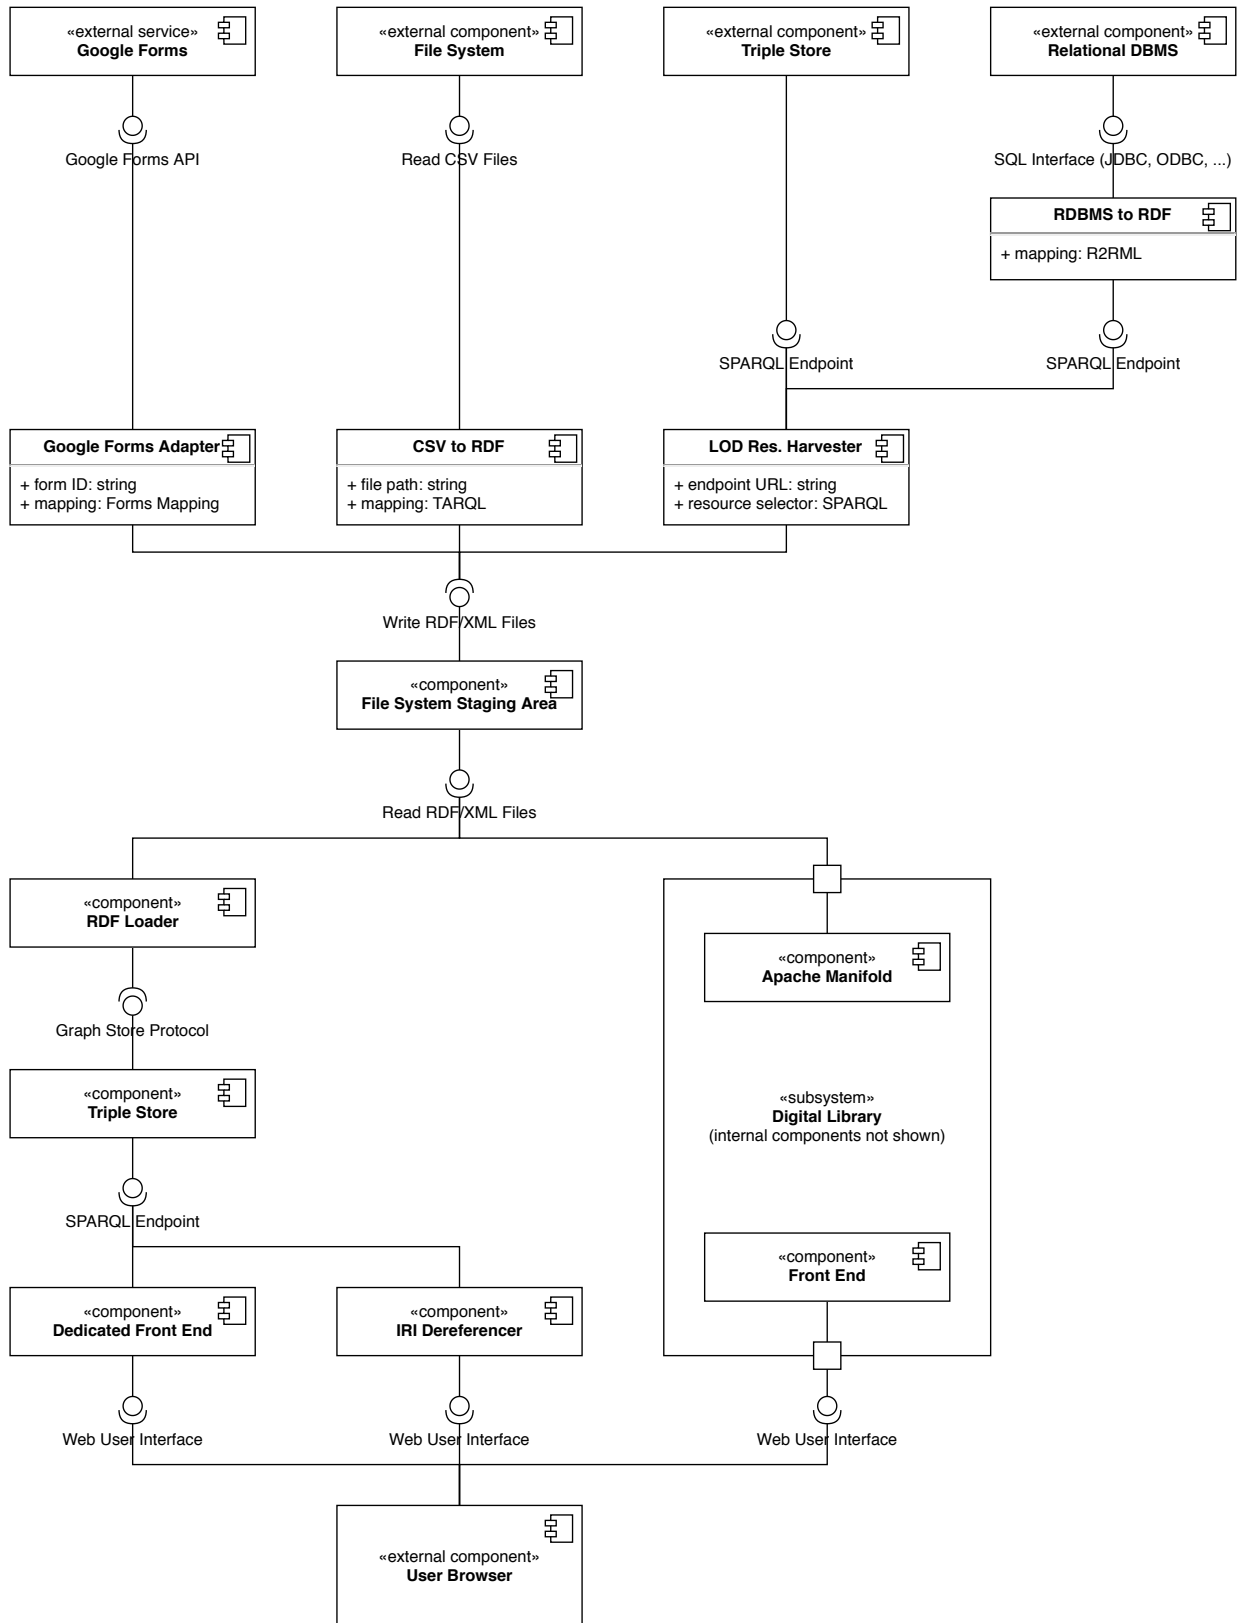 «external service»
Google Forms
«external component»
File System
«external component»
Triple Store
«external component»
Relational DBMS
Google Forms API
Read CSV Files
SQL Interface (JDBC, ODBC, ...)
RDBMS to RDF
+ mapping: R2RML
SPARQL Endpoint
SPARQL Endpoint
Google Forms Adapter
+ form ID: string
+ mapping: Forms Mapping
CSV to RDF
+ file path: string
+ mapping: TARQL
LOD Res. Harvester
+ endpoint URL: string
+ resource selector: SPARQL
Write RDF/XML Files
«component»
File System Staging Area
Read RDF/XML Files
«component»
RDF Loader
«component»
Apache Manifold
Graph Store Protocol
«component»
Triple Store
«subsystem»
Digital Library
(internal components not shown)
SPARQL Endpoint
«component»
Front End
«component»
Dedicated Front End
«component»
IRI Dereferencer
Web User Interface
Web User Interface
Web User Interface
«external component»
User Browser